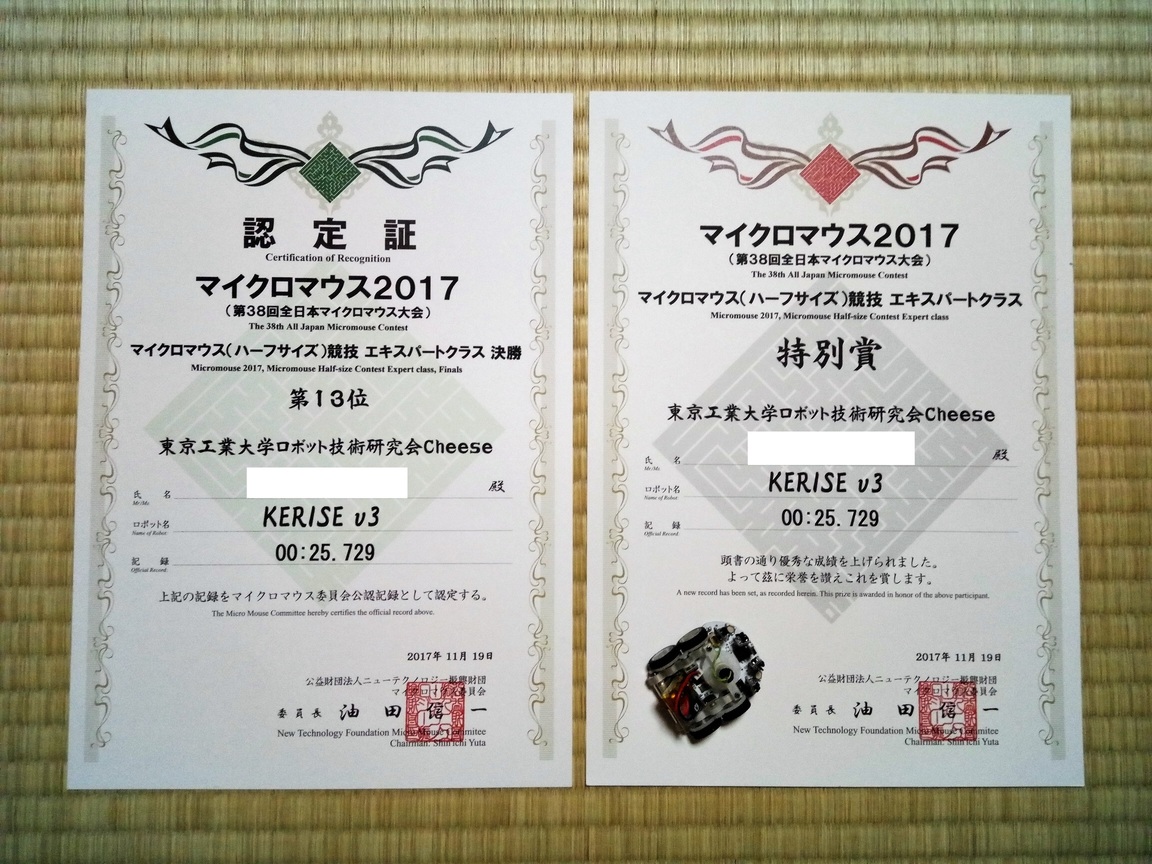 認定証
Certification of Recognition
マイクロマウス2017
（第38回全日本マイクロマウス大会）
The 38th All Japan Micromouse Contest
マイクロマウス(ハーフサイズ)競技 エキスパートクラス 決勝
Micromouse 2017, Micromouse Half-size Contest Expert class, Finals
第13位
東京工業大学ロボット技術研究会Cheese
氏 名 殿
Mr/Ms
ロボット名 KERISE v3
Name of Robot:
記 録 00:25.729
Official Record:
上記の記録をマイクロマウス委員会公認記録として認定する。
The Micro Mouse Committee hereby certifies the official record above.
2017年 11月 19日
公益財団法人ニューテクノロジー振興財団
マイクロマウス委員会
委員長 油田信一
New Technology Foundation Micro Mouse Comimitee
Chairman: Shin'ichi Yuta
マイクロマウス2017
（第38回全日本マイクロマウス大会）
The 38th All Japan Micromouse Contest
マイクロマウス(ハーフサイズ)競技 エキスパートクラス
Micromouse 2017, Micromouse Half-size Contest Expert class
特別賞
東京工業大学ロボット技術研究会Cheese
氏 名 殿
Mr/Ms
ロボット名 KERISE v3
Name of Robot:
記 録 00:25.729
Official Record:
頭書の通り優秀な成績を上げられました。
よって茲に栄誉を讃えこれを賞します。
A new record has been set, as recorded herein. This prize is awarded in honor of the above participant.
2017年 11月 19日
公益財団法人ニューテクノロジー振興財団
マイクロマウス委員会
委員長 油田信一
New Technology Foundation Micro Mouse Comimitee
Chairman: Shin'ichi Yuta